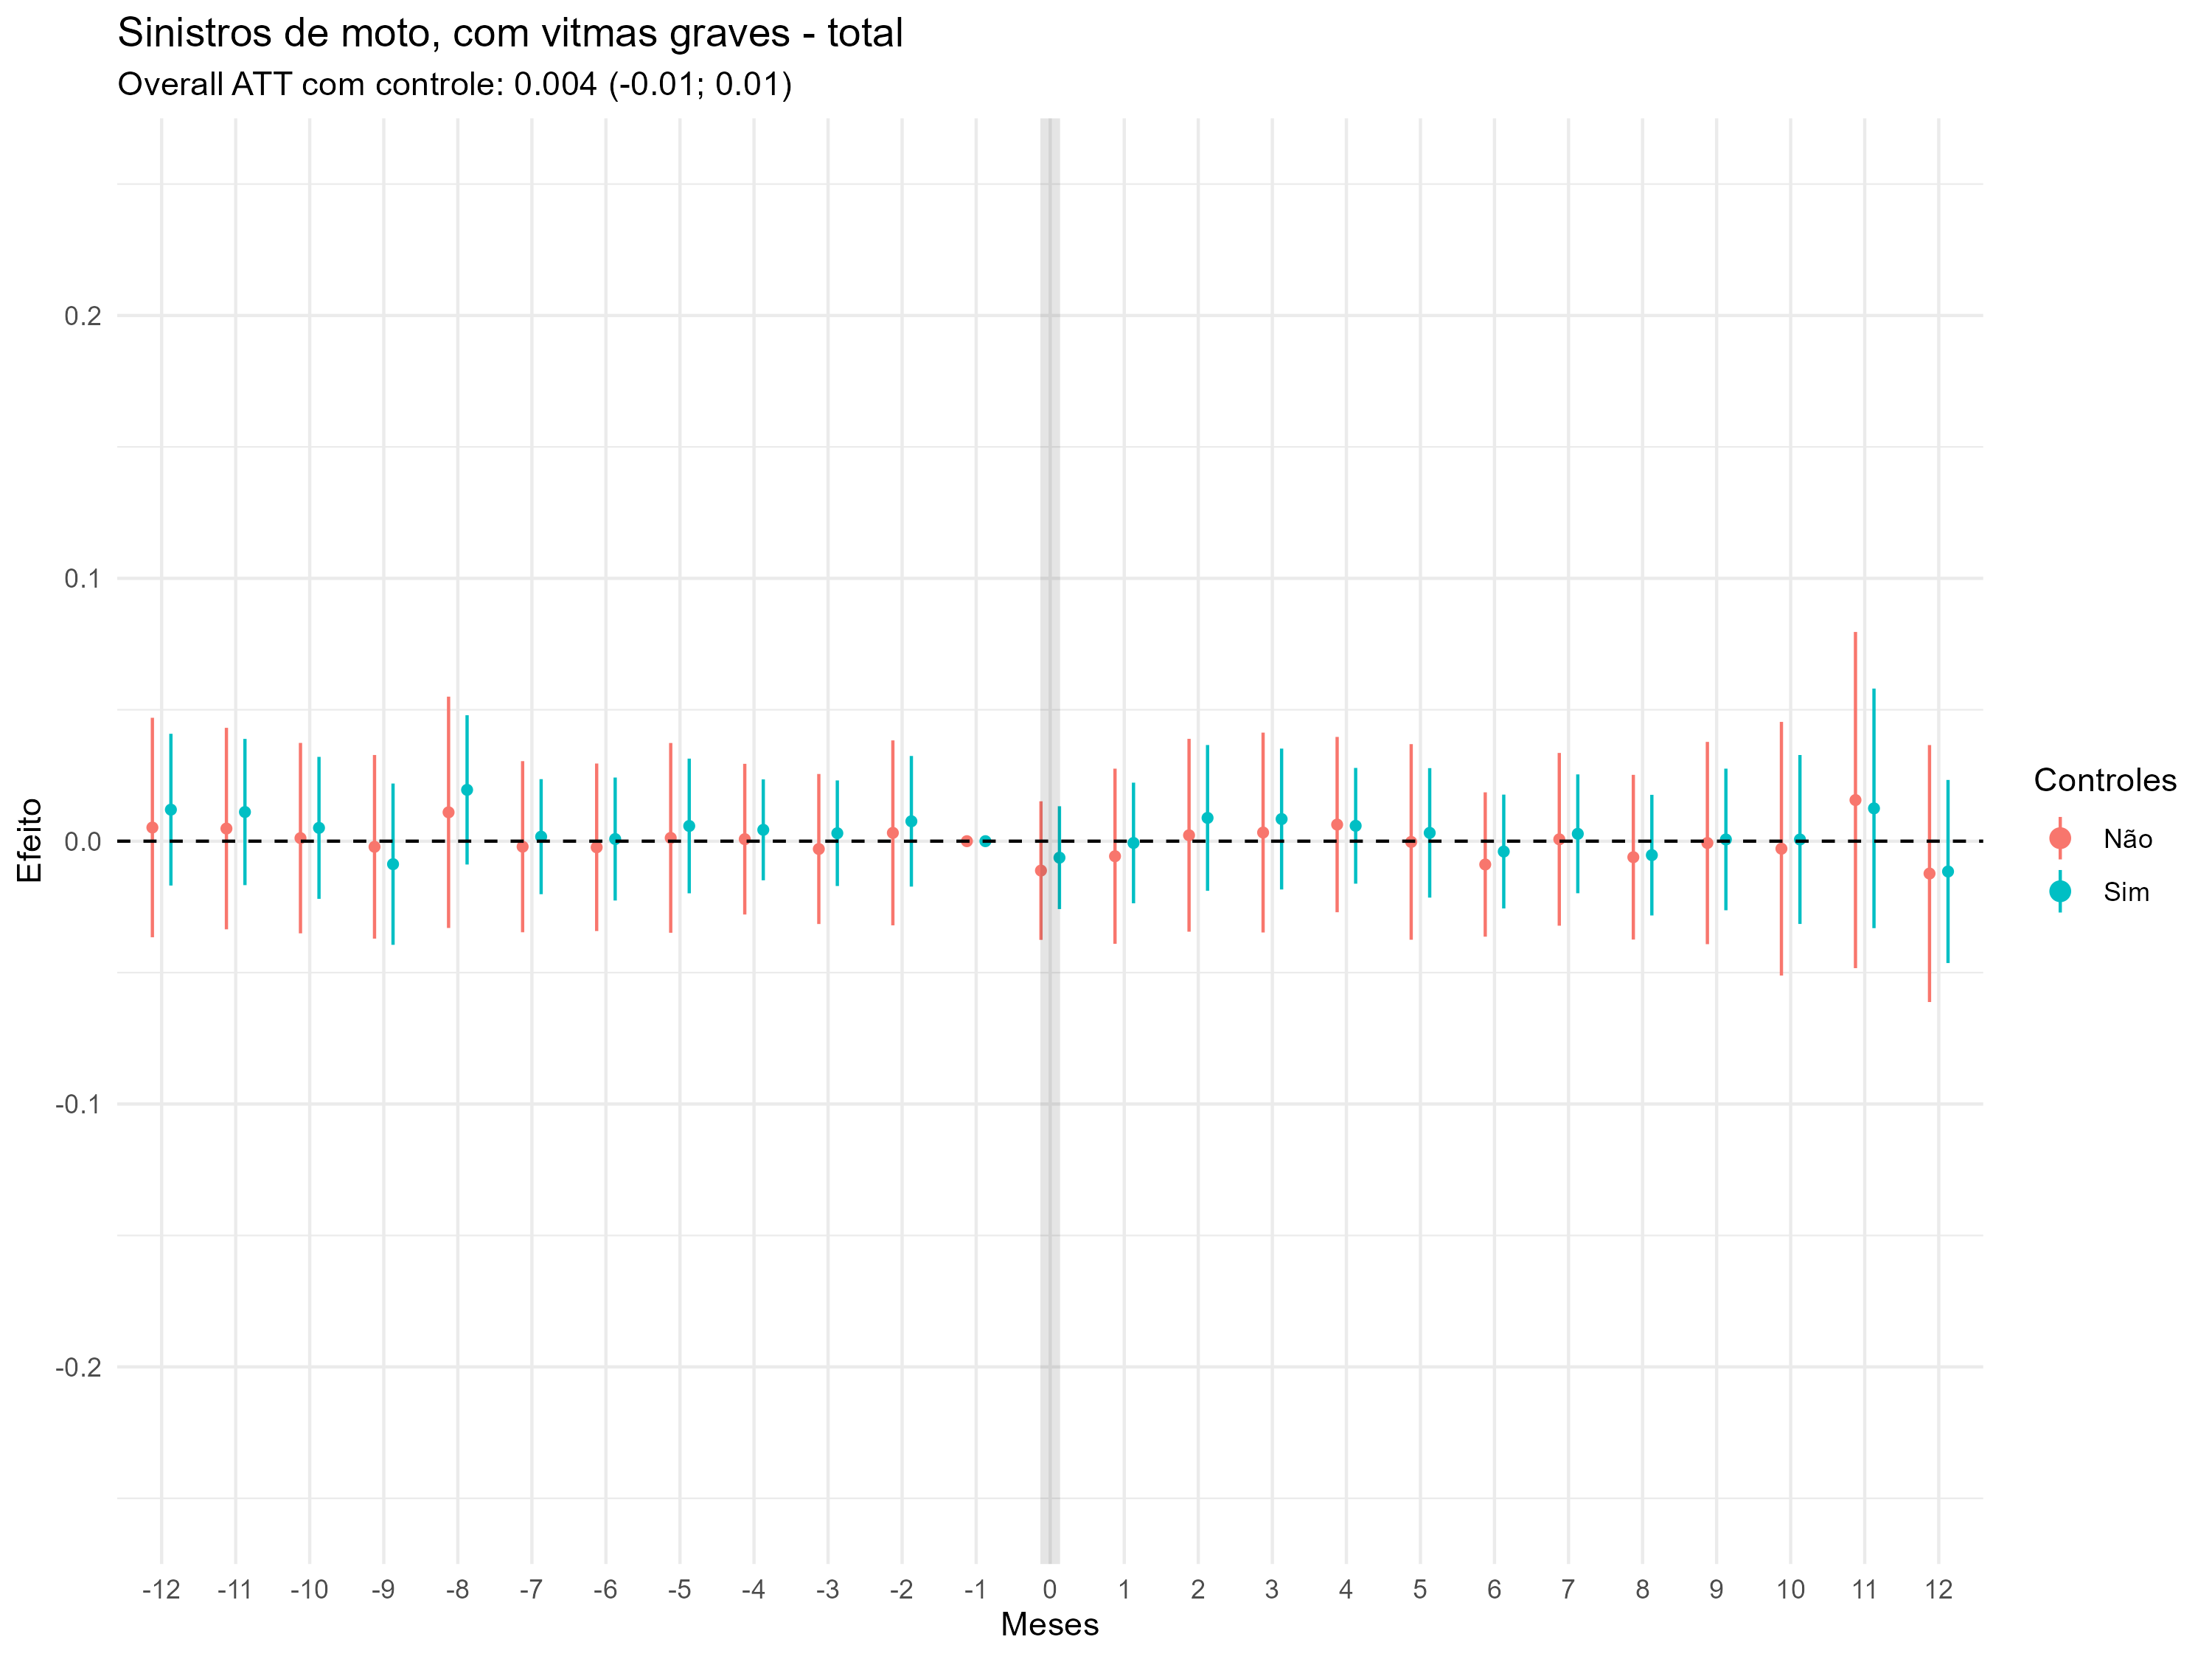 Sinistros de moto, com vitmas graves - total
Overall ATT com controle: 0.004 (-0.01; 0.01)
Efeito
0.2
0.1
0.0
-0.1
-0.2
-12 -11 -10 -9 -8 -7 -6 -5 -4 -3 -2 -1 0 1 2 3 4 5 6 7 8 9 10 11 12
Meses
Controles
Não
Sim